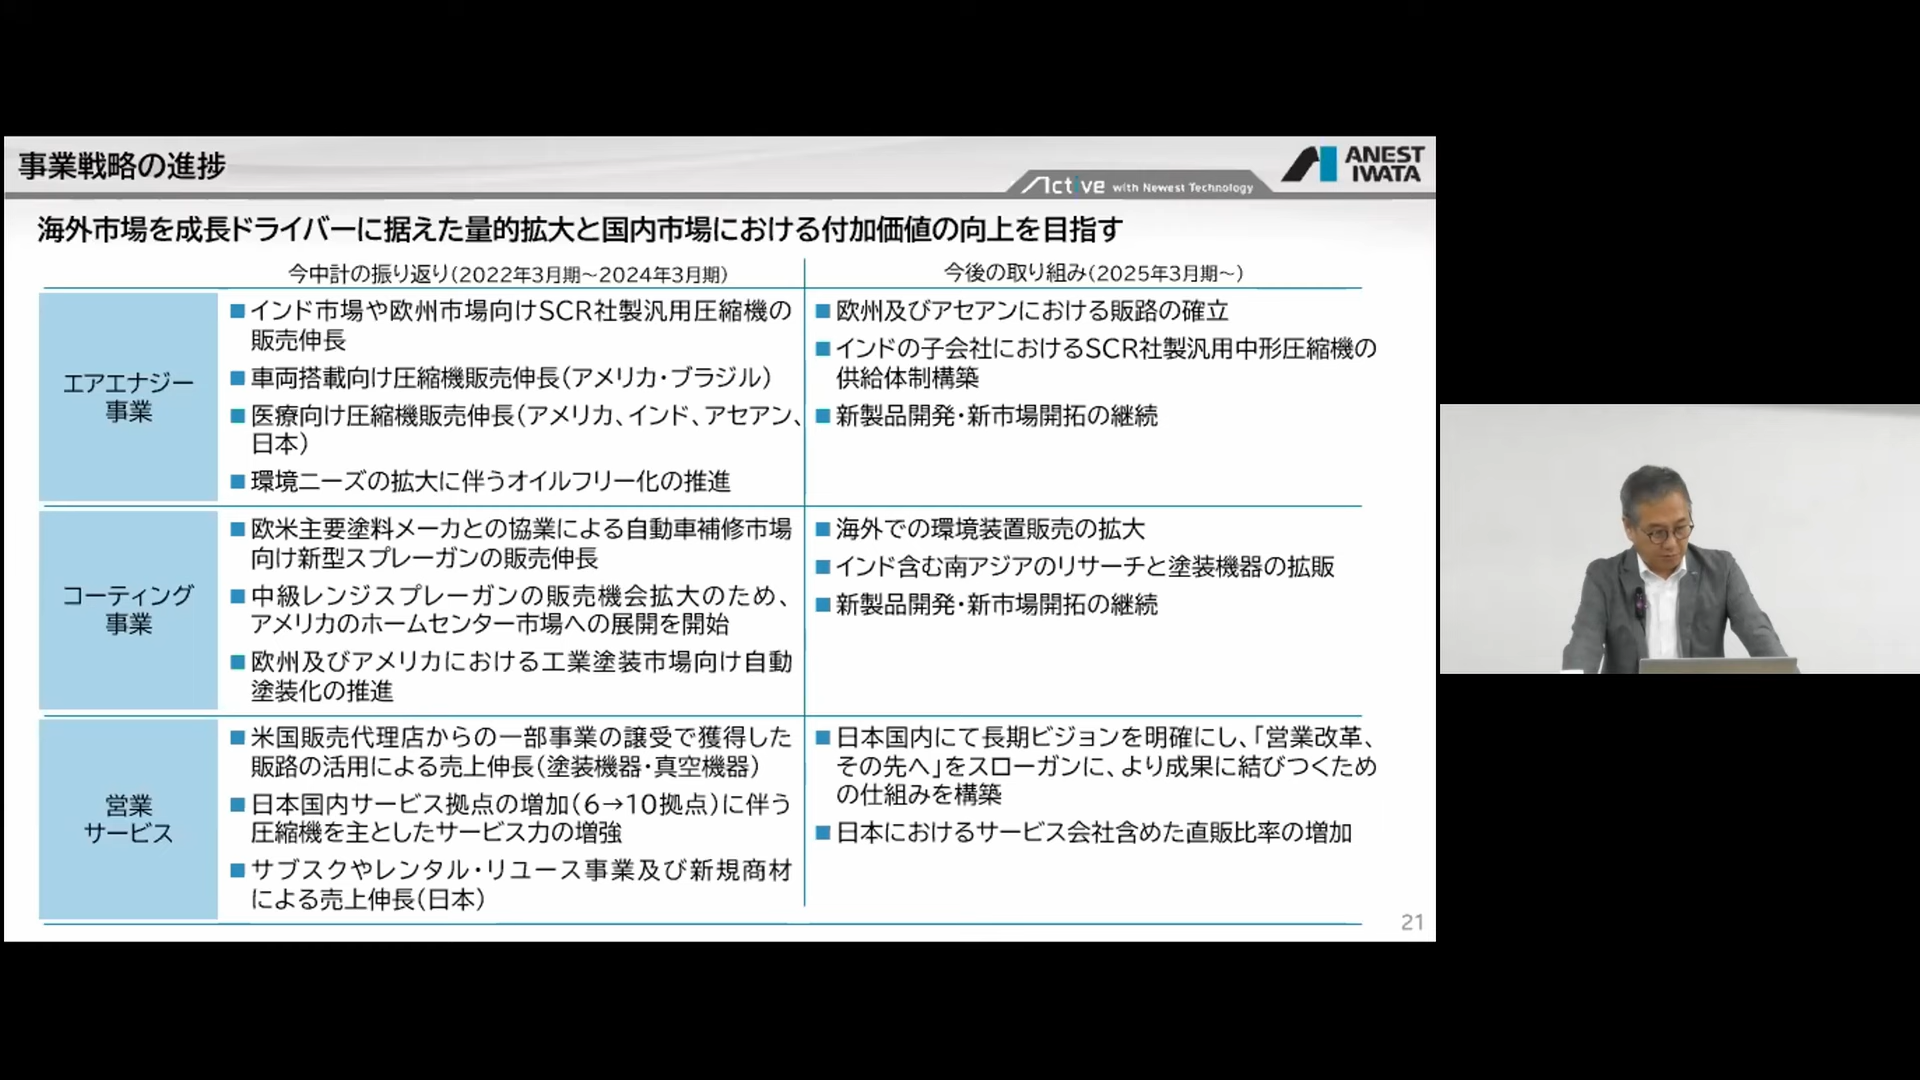 事業戦略の進捗
Active with Newest Technology
ANEST
IWATA
海外市場を成長ドライバーに据えた量的拡大と国内市場における付加価値の向上を目指す
今中計の振り返り(2022年3月期～2024年3月期)
今後の取り組み(2025年3月期～)
エアエナジー
事業
■インド市場や欧州市場向けSCR社製汎用圧縮機の
販売伸長
■車両搭載向け圧縮機販売伸長(アメリカ・ブラジル)
■医療向け圧縮機販売伸長(アメリカ、インド、アセアン、
日本)
■環境ニーズの拡大に伴うオイルフリー化の推進
■欧州及びアセアンにおける販路の確立
■インドの子会社におけるSCR社製汎用中形圧縮機の
供給体制構築
■新製品開発・新市場開拓の継続
コーティング
事業
■欧米主要塗料メーカとの協業による自動車補修市場
向け新型スプレーガンの販売伸長
■中級レンジスプレーガンの販売機会拡大のため、
アメリカのホームセンター市場への展開を開始
■欧州及びアメリカにおける工業塗装市場向け自動
塗装化の推進
■海外での環境装置販売の拡大
■インド含む南アジアのリサーチと塗装機器の拡販
■新製品開発・新市場開拓の継続
営業
サービス
■米国販売代理店からの一部事業の譲受で獲得した
販路の活用による売上伸長(塗装機器・真空機器)
■日本国内サービス拠点の増加(6→10拠点)に伴う
圧縮機を主としたサービス力の増強
■サブスクやレンタル・リユース事業及び新規商材
による売上伸長(日本)
■日本国内にて長期ビジョンを明確にし、「営業改革、
その先へ」をスローガンに、より成果に結びつくため
の仕組みを構築
■日本におけるサービス会社含めた直販比率の増加
21